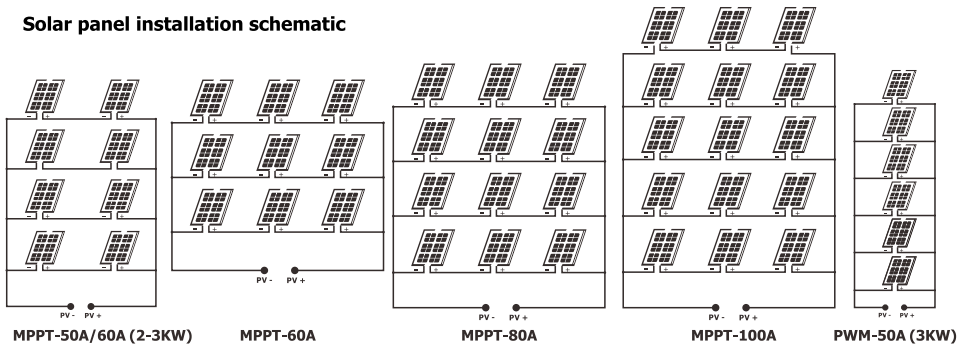 Solar panel installation schematic
PV - PV +
PV - PV +
PV - PV +
PV - PV +
PV - PV +
MPPT-50A/60A (2-3KW)
MPPT-60A
MPPT-80A
MPPT-100A
PWM-50A (3KW)